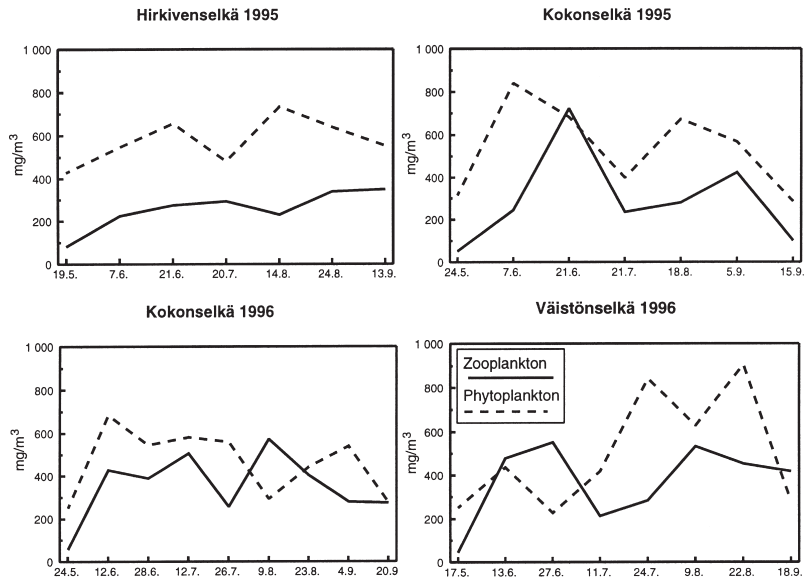 Hirkivenselkä 1995
1 000
800
600
400
200
0
mg/m3
19.5. 7.6. 21.6. 20.7. 14.8. 24.8. 13.9.
Kokonselkä 1995
1 000
800
600
400
200
0
mg/m3
24.5. 7.6. 21.6. 21.7. 18.8. 5.9. 15.9.
Kokonselkä 1996
1 000
800
600
400
200
0
mg/m3
24.5. 12.6. 28.6. 12.7. 26.7. 9.8. 23.8. 4.9. 20.9
Väistönselkä 1996
1 000
800
600
400
200
0
mg/m3
Zooplankton
Phytoplankton
17.5. 13.6. 27.6. 11.7. 24.7. 9.8. 22.8. 18.9.